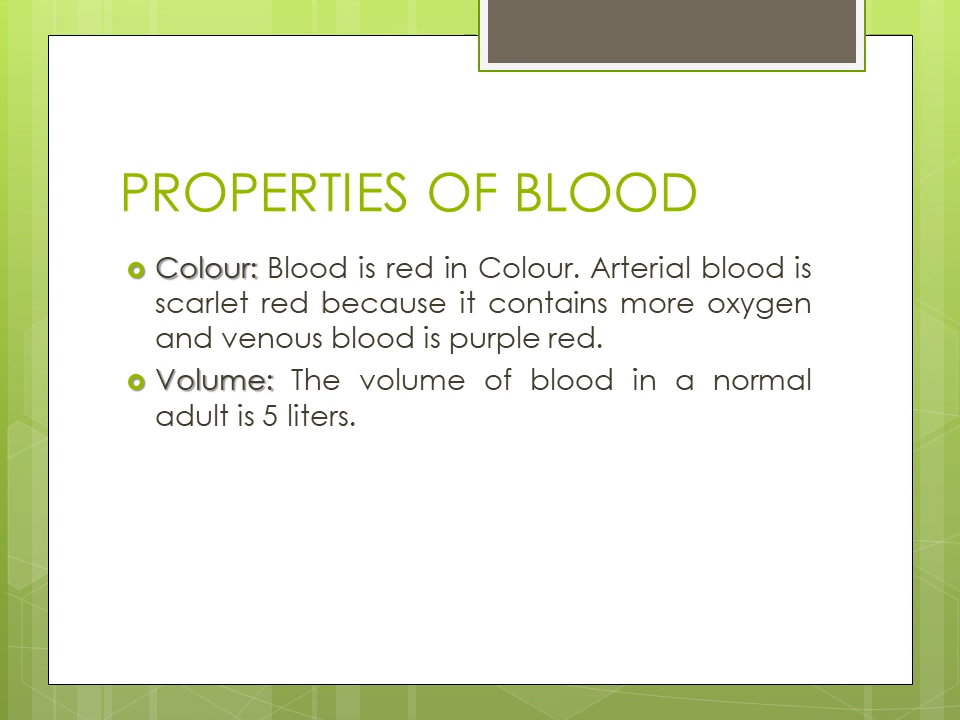 PROPERTIES OF BLOOD
Colour: Blood is red in Colour. Arterial blood is
scarlet red because it contains more oxygen
and venous blood is purple red.
Volume: The volume of blood in a normal
adult is 5 liters.